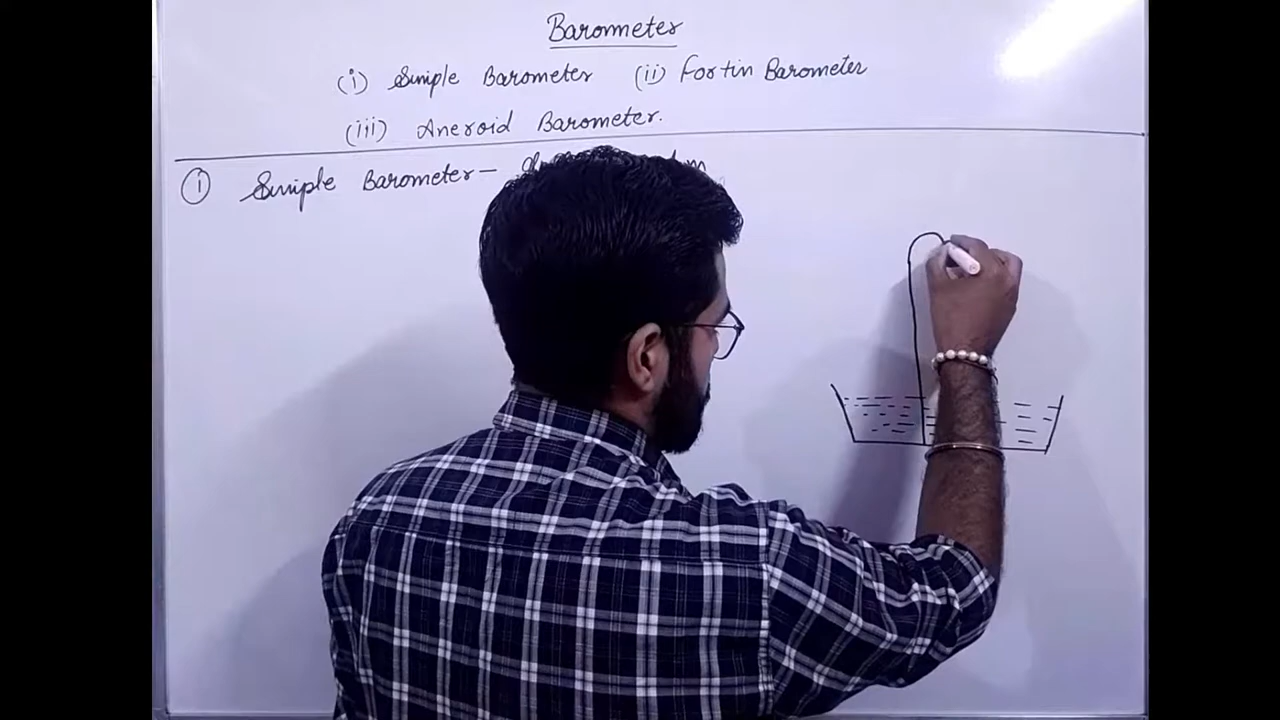 Barometer
(i) Simple Barometer (ii) Fortin Barometer
(iii) Aneroid Barometer.
① Simple Barometer –